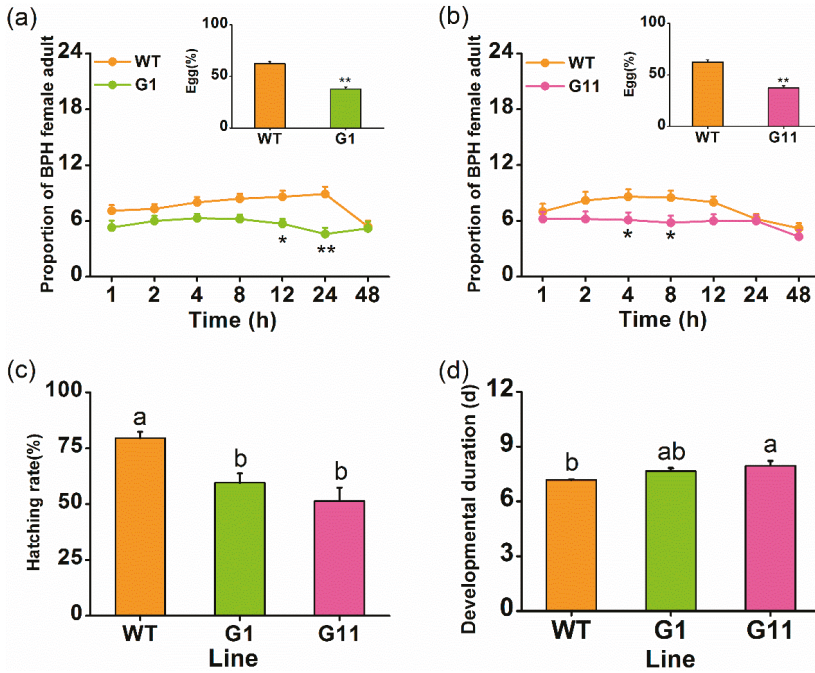 (a)
Proportion of BPH female adult
24
18
12
6
0
WT
G1
Egg(%)
100
50
0
**
WT G1
* **
1 2 4 8 12 24 48
Time (h)
(b)
Proportion of BPH female adult
24
18
12
6
0
WT
G11
Egg(%)
100
50
0
**
WT G11
* *
1 2 4 8 12 24 48
Time (h)
(c)
Hatching rate(%)
100
75
50
25
0
a
b
b
WT G1 G11
Line
(d)
Developmental duration (d)
12
9
6
3
0
b
ab
a
WT G1 G11
Line